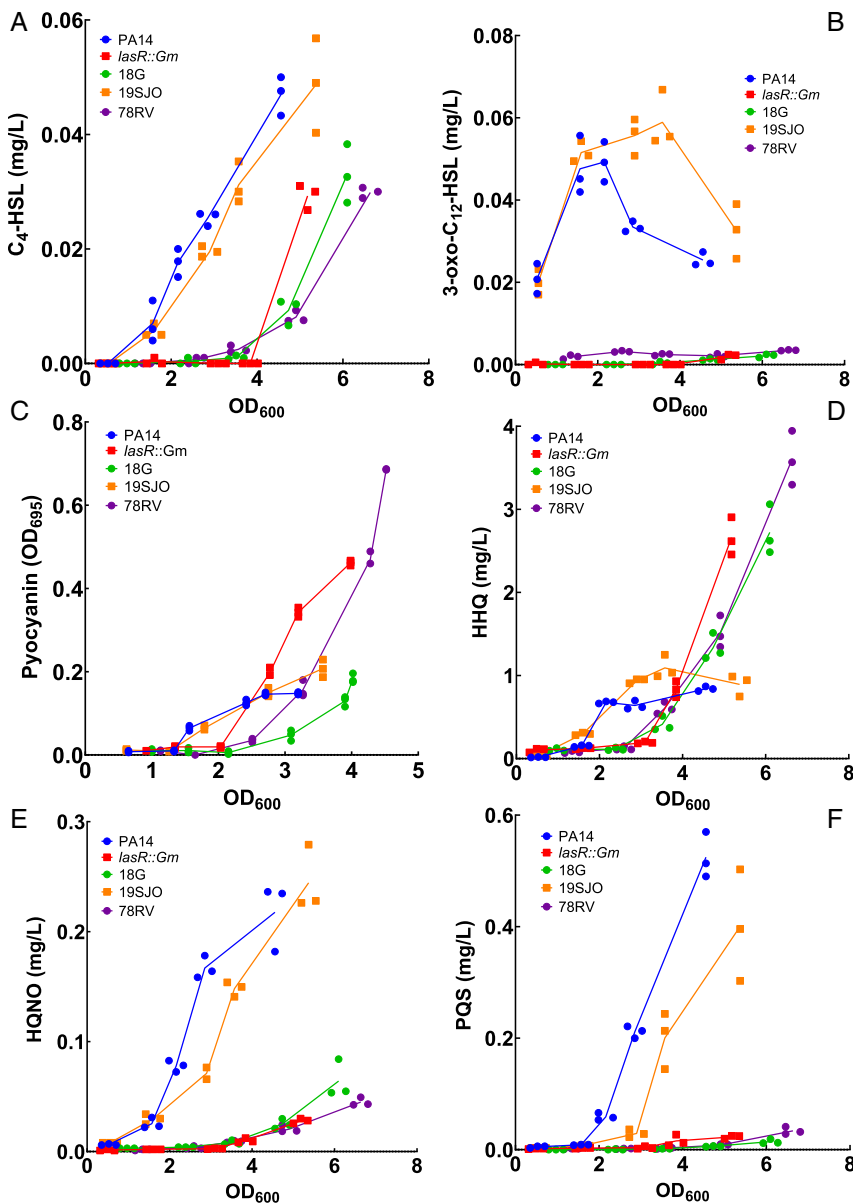 A
C4-HSL (mg/L)
0.06
0.04
0.02
0.00
PA14
lasR::Gm
18G
19SJO
78RV
0
2
4
6
8
OD600
B
3-oxo-C12-HSL (mg/L)
0.08
0.06
0.04
0.02
0.00
PA14
lasR::Gm
18G
19SJO
78RV
0
2
4
6
8
OD600
C
Pyocyanin (OD695)
0.8
0.6
0.4
0.2
0.0
PA14
lasR::Gm
18G
19SJO
78RV
0
1
2
3
4
5
OD600
D
HHQ (mg/L)
4
3
2
1
0
PA14
lasR::Gm
18G
19SJO
78RV
0
2
4
6
8
OD600
E
HQNO (mg/L)
0.3
0.2
0.1
0.0
PA14
lasR::Gm
18G
19SJO
78RV
0
2
4
6
8
OD600
F
PQS (mg/L)
0.6
0.4
0.2
0.0
PA14
lasR::Gm
18G
19SJO
78RV
0
2
4
6
8
OD600